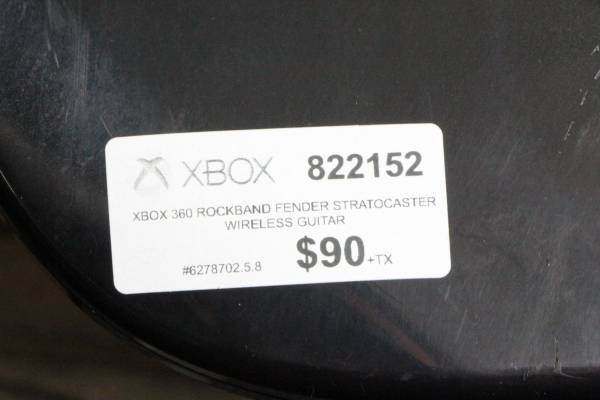 XBOX 822152
XBOX 360 ROCKBAND FENDER STRATOCASTER
WIRELESS GUITAR
#6278702.5.8 $90+TX